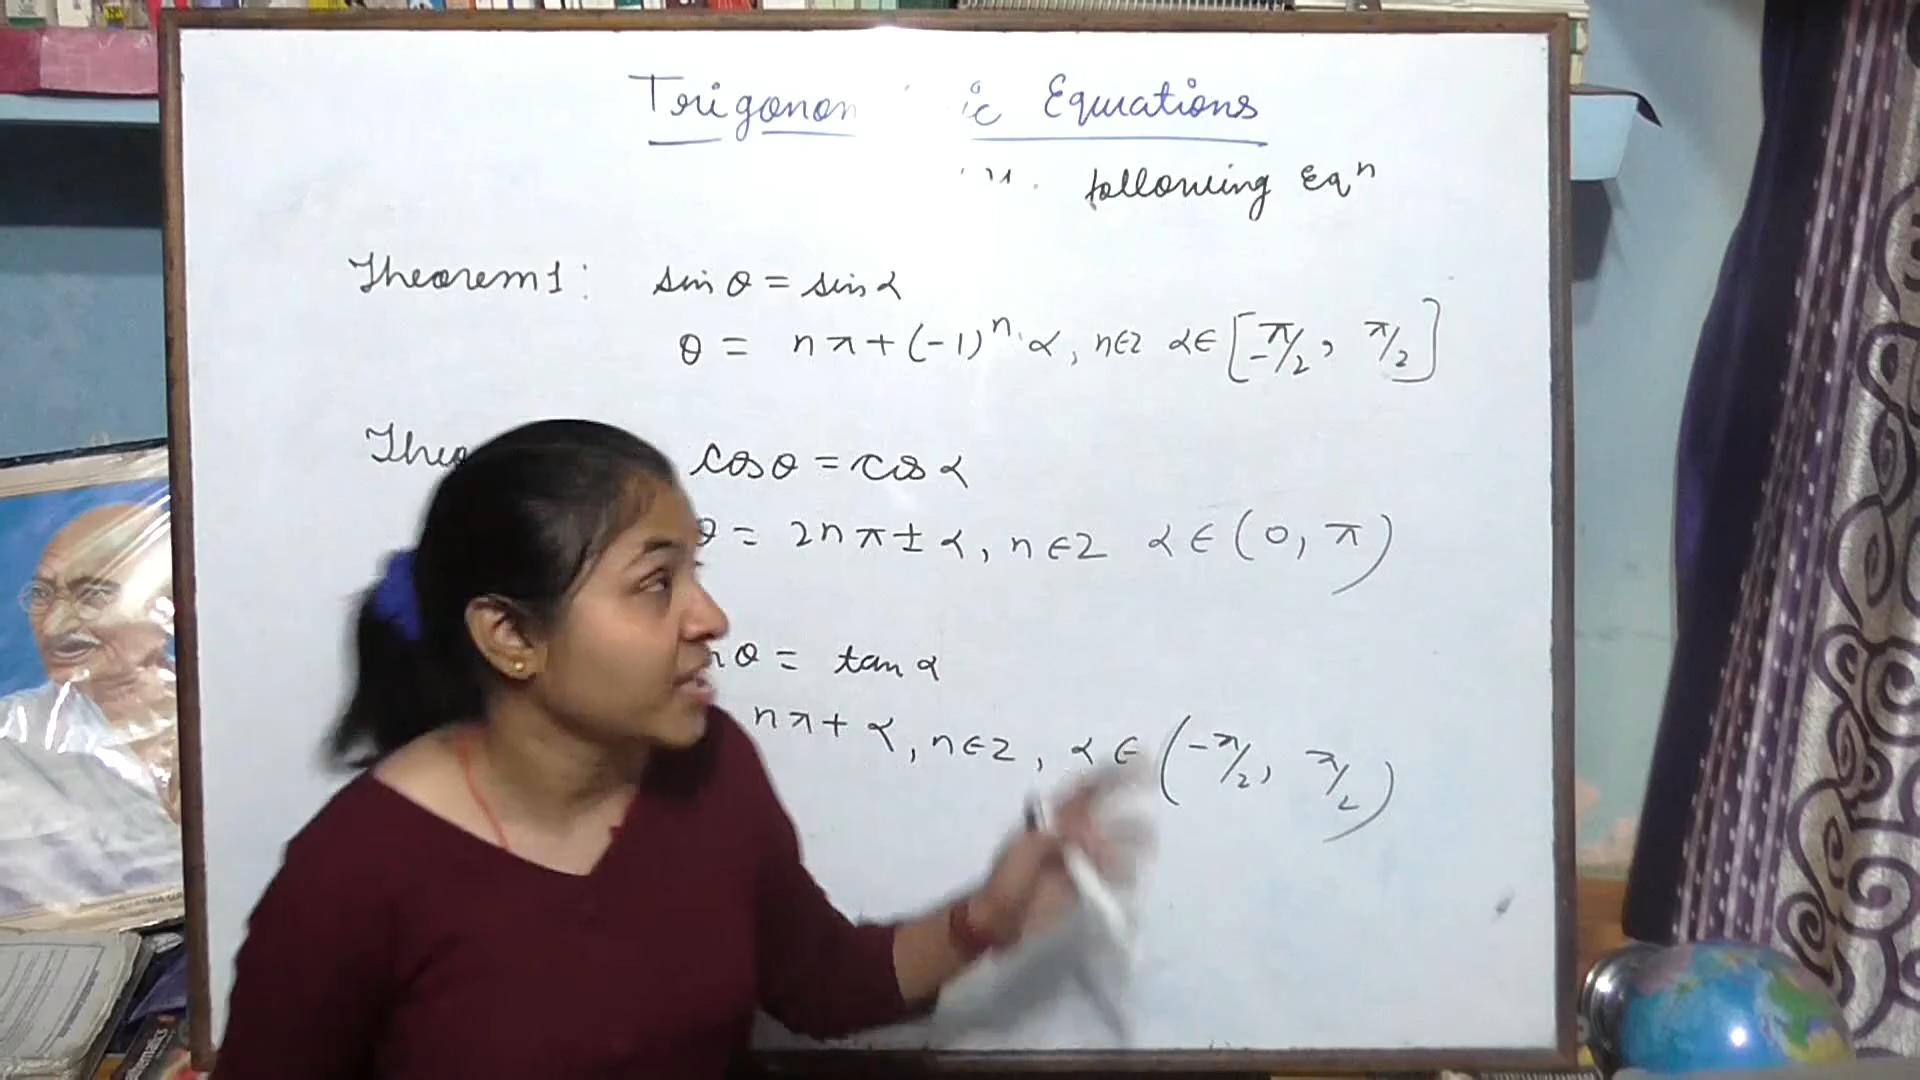 Trigonom ic Equations
following Eqⁿ
Theorem 1: sin θ = sin α
θ = nπ + (-1)ⁿ α, n∈Z α∈ [-π/2, π/2]
Theo cos θ = cos α
θ = 2nπ ± α, n∈Z α∈ (0, π)
n θ = tan α
nπ + α, n∈Z, α∈ (-π/2, π/2)